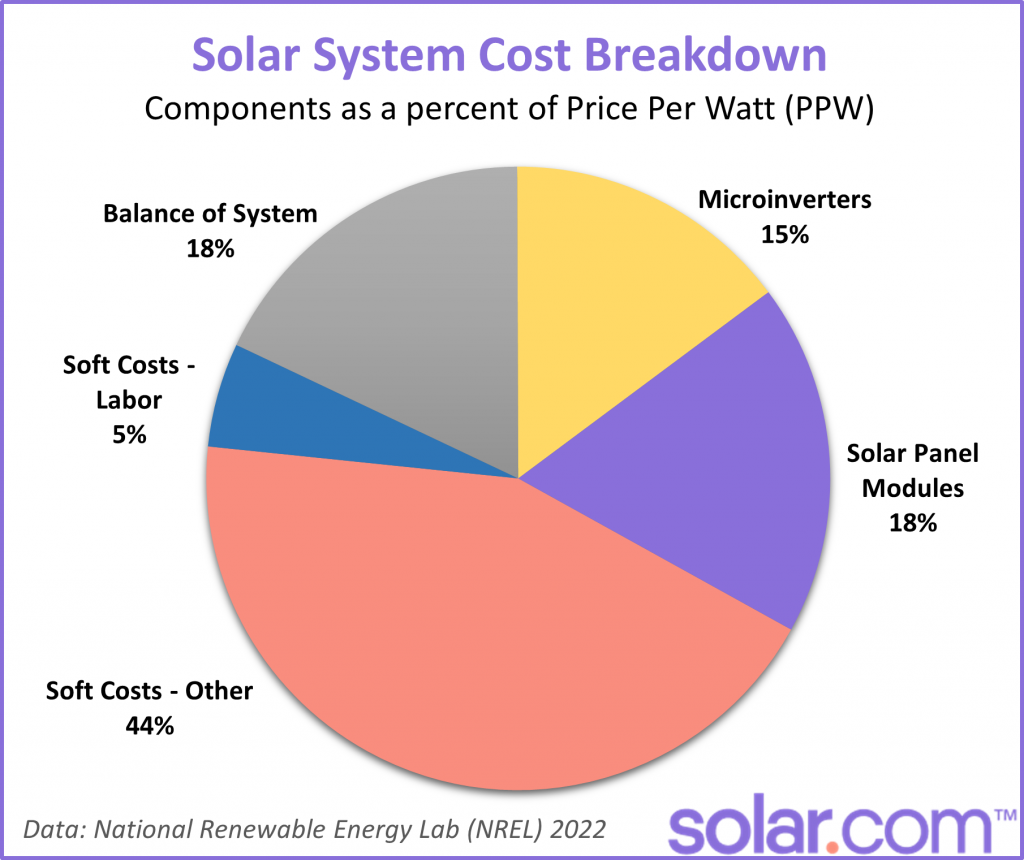 Solar System Cost Breakdown
Components as a percent of Price Per Watt (PPW)
Microinverters
15%
Balance of System
18%
Soft Costs -
Labor
5%
Solar Panel
Modules
18%
Soft Costs - Other
44%
Data: National Renewable Energy Lab (NREL) 2022
solar.com™